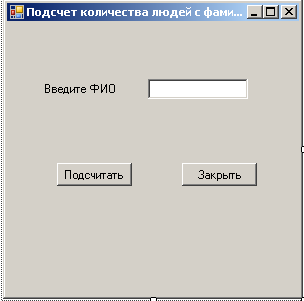 Подсчет количества людей с фами...
Введите ФИО
Подсчитать
Закрыть